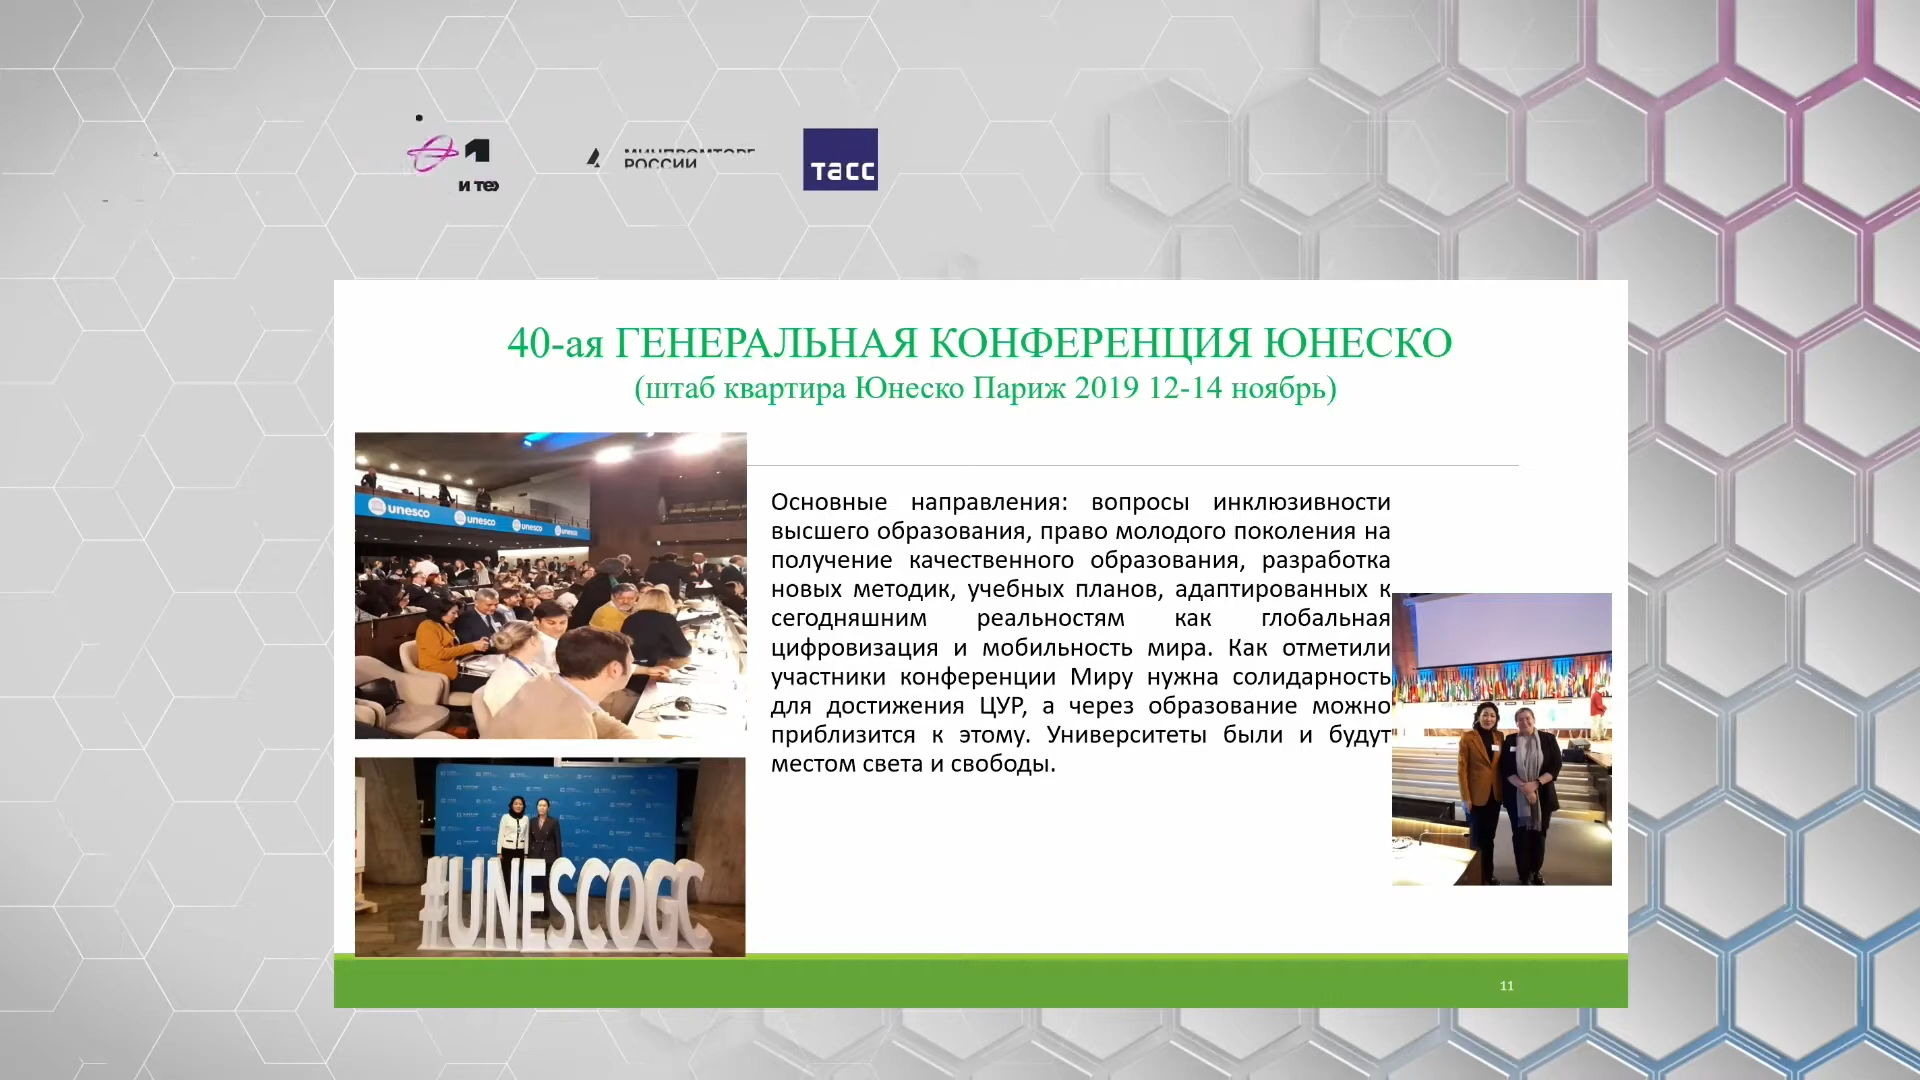 и тех
РОССИИ
тасс
40-ая ГЕНЕРАЛЬНАЯ КОНФЕРЕНЦИЯ ЮНЕСКО
(штаб квартира Юнеско Париж 2019 12-14 ноябрь)
unesco
unesco
unesco
unesco
Основные направления: вопросы инклюзивности
высшего образования, право молодого поколения на
получение качественного образования, разработка
новых методик, учебных планов, адаптированных к
сегодняшним реальностям как глобальная
цифровизация и мобильность мира. Как отметили
участники конференции Миру нужна солидарность
для достижения ЦУР, а через образование можно
приблизится к этому. Университеты были и будут
местом света и свободы.
#UNESCOGC
11